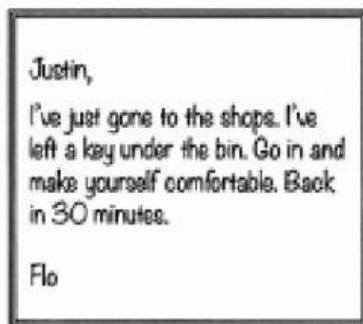 Justin,
I've just gone to the shops. I've
left a key under the bin. Go in and
make yourself comfortable. Back
in 30 minutes.
Flo